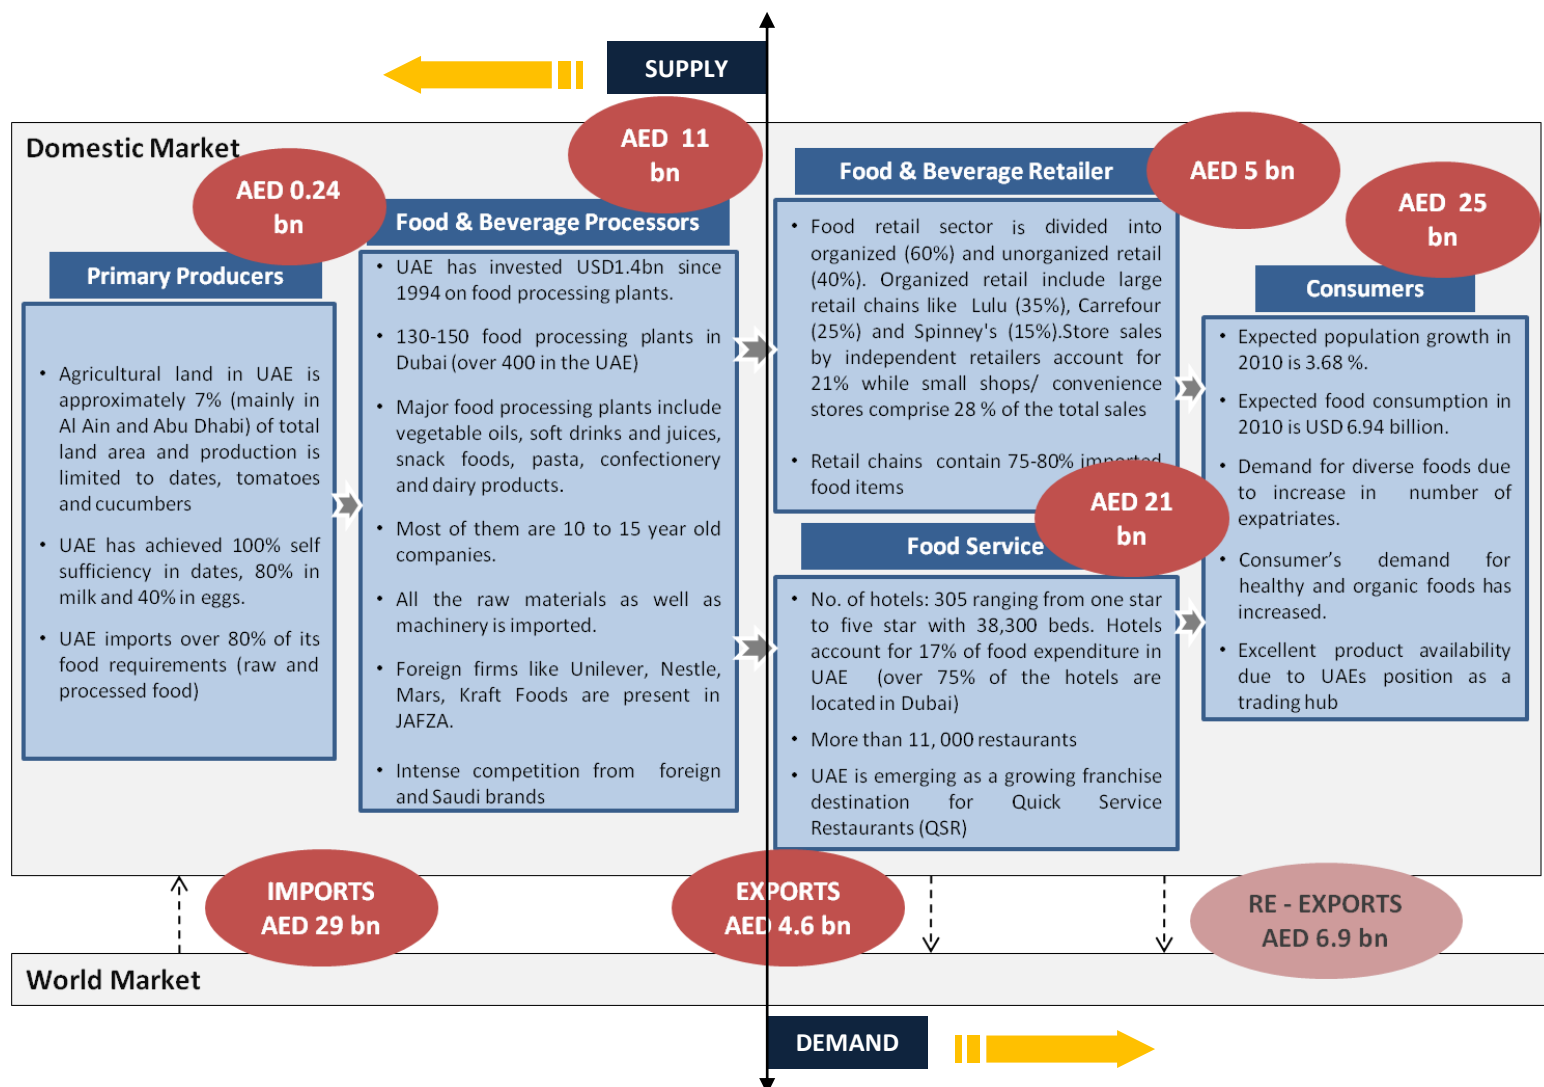 SUPPLY
Domestic Market
AED 0.24
bn
Primary Producers
• Agricultural land in UAE is
approximately 7% (mainly in
Al Ain and Abu Dhabi) of total
land area and production is
limited to dates, tomatoes
and cucumbers
• UAE has achieved 100% self
sufficiency in dates, 80% in
milk and 40% in eggs.
• UAE imports over 80% of its
food requirements (raw and
processed food)
AED 11
bn
Food & Beverage Processors
• UAE has invested USD1.4bn since
1994 on food processing plants.
• 130-150 food processing plants in
Dubai (over 400 in the UAE)
• Major food processing plants include
vegetable oils, soft drinks and juices,
snack foods, pasta, confectionery
and dairy products.
• Most of them are 10 to 15 year old
companies.
• All the raw materials as well as
machinery is imported.
• Foreign firms like Unilever, Nestle,
Mars, Kraft Foods are present in
JAFZA.
• Intense competition from foreign
and Saudi brands
Food & Beverage Retailer
AED 5 bn
• Food retail sector is divided into
organized (60%) and unorganized retail
(40%). Organized retail include large
retail chains like Lulu (35%), Carrefour
(25%) and Spinney's (15%).Store sales
by independent retailers account for
21% while small shops/ convenience
stores comprise 28 % of the total sales
• Retail chains contain 75-80% imported
food items
AED 21
bn
Food Service
• No. of hotels: 305 ranging from one star
to five star with 38,300 beds. Hotels
account for 17% of food expenditure in
UAE (over 75% of the hotels are
located in Dubai)
• More than 11, 000 restaurants
• UAE is emerging as a growing franchise
destination for Quick Service
Restaurants (QSR)
AED 25
bn
Consumers
• Expected population growth in
2010 is 3.68 %.
• Expected food consumption in
2010 is USD 6.94 billion.
• Demand for diverse foods due
to increase in number of
expatriates.
• Consumer’s demand for
healthy and organic foods has
increased.
• Excellent product availability
due to UAEs position as a
trading hub
IMPORTS
AED 29 bn
EXPORTS
AED 4.6 bn
RE - EXPORTS
AED 6.9 bn
World Market
DEMAND